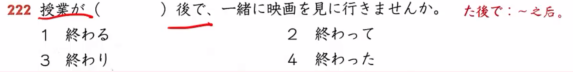 222 授業が（　　　　）後で、一緒に映画を見に行きませんか。 た後で：～之后。
1 終わる　　2 終わって
3 終わり　　4 終わった